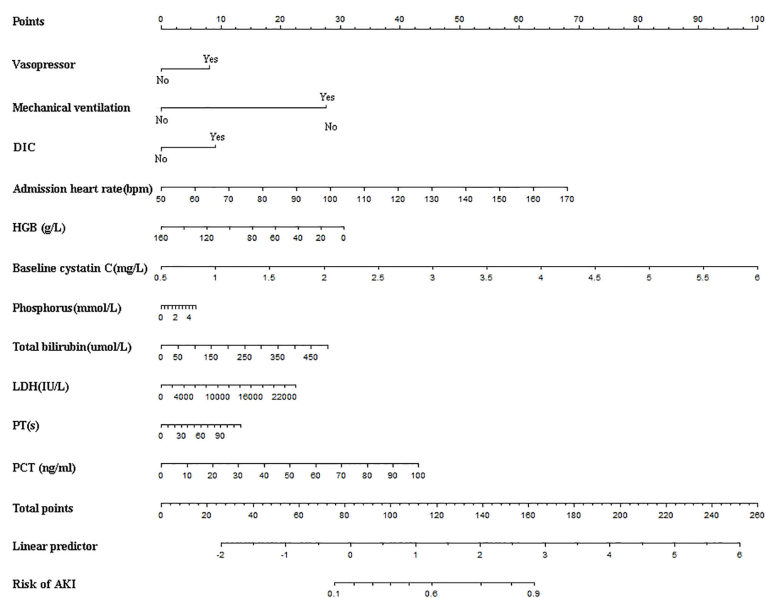 Points 0 10 20 30 40 50 60 70 80 90 100
Yes
Vasopressor
No
Yes
Mechanical ventilation
No
No
Yes
DIC
No
Admission heart rate(bpm)
50 60 70 80 90 100 110 120 130 140 150 160 170
HGB (g/L)
160 120 80 60 40 20 0
Baseline cystatin C(mg/L)
0.5 1 1.5 2 2.5 3 3.5 4 4.5 5 5.5 6
Phosphorus(mmol/L)
0 2 4
Total bilirubin(umol/L)
0 50 150 250 350 450
LDH(IU/L)
0 4000 10000 16000 22000
PT(s)
0 30 60 90
PCT (ng/ml)
0 10 20 30 40 50 60 70 80 90 100
Total points
0 20 40 60 80 100 120 140 160 180 200 220 240 260
Linear predictor
-2 -1 0 1 2 3 4 5 6
Risk of AKI
0.1 0.6 0.9